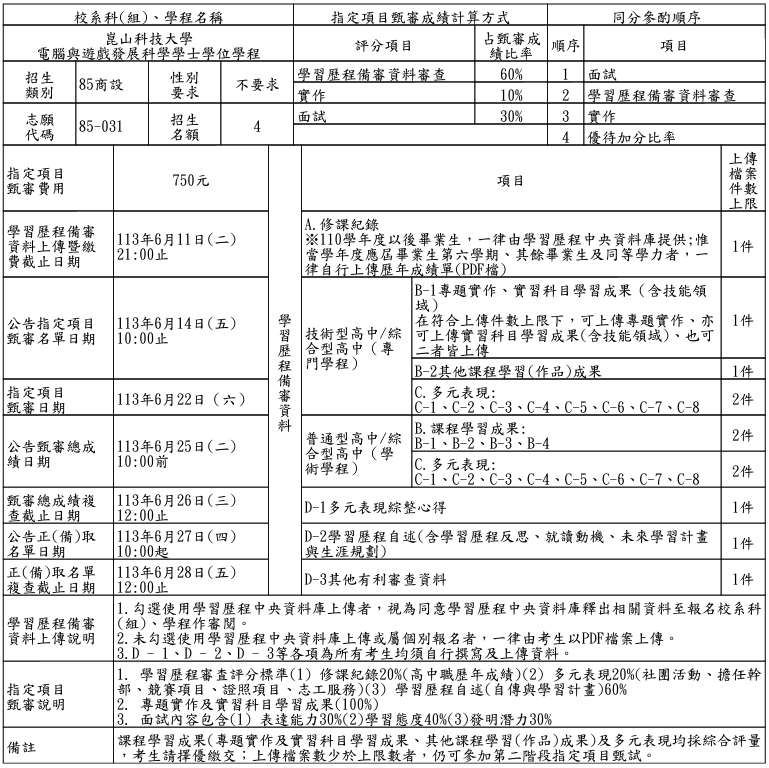 校系科(組)、學程名稱 指定項目甄審成績計算方式 同分參酌順序
崑山科技大學
電腦與遊戲發展科學學士學位學程
評分項目 占甄審成績比率 順序 項目
招生類別 85商設 性別要求 不要求
學習歷程備審資料審查 60% 1 面試
實作 10% 2 學習歷程備審資料審查
志願代碼 85-031 招生名額 4
面試 30% 3 實作
4 優待加分比率
指定項目
甄審費用
750元
學習歷程備審資料
項目
上傳
檔案
件數
上限
學習歷程備審
資料上傳暨繳
費截止日期
113年6月11日(二)
21:00止
A.修課紀錄
※110學年度以後畢業生，一律由學習歷程中央資料庫提供;惟
當學年度應屆畢業生第六學期、其餘畢業生及同等學力者，一
律自行上傳歷年成績單(PDF檔)
1件
公告指定項目
甄審名單日期
113年6月14日(五)
10:00止
技術型高中/綜
合型高中（專
門學程）
B-1專題實作、實習科目學習成果（含技能領
域）
在符合上傳件數上限下，可上傳專題實作、亦
可上傳實習科目學習成果(含技能領域)、也可
二者皆上傳
1件
B-2其他課程學習(作品)成果
1件
指定項目
甄審日期
113年6月22日（六）
C.多元表現:
C-1、C-2、C-3、C-4、C-5、C-6、C-7、C-8
2件
公告甄審總成
績日期
113年6月25日(二)
10:00前
普通型高中/綜
合型高中（學
術學程）
B.課程學習成果:
B-1、B-2、B-3、B-4
2件
C.多元表現:
C-1、C-2、C-3、C-4、C-5、C-6、C-7、C-8
2件
甄審總成績複
查截止日期
113年6月26日(三)
12:00止
D-1多元表現綜整心得
1件
公告正(備)取
名單日期
113年6月27日(四)
10:00起
D-2學習歷程自述(含學習歷程反思、就讀動機、未來學習計畫
與生涯規劃)
1件
正(備)取名單
複查截止日期
113年6月28日(五)
12:00止
D-3其他有利審查資料
1件
學習歷程備審
資料上傳說明
1.勾選使用學習歷程中央資料庫上傳者，視為同意學習歷程中央資料庫釋出相關資料至報名校系科
(組)、學程作審閱。
2.未勾選使用學習歷程中央資料庫上傳或屬個別報名者，一律由考生以PDF檔案上傳。
3.D－1、D－2、D－3等各項為所有考生均須自行撰寫及上傳資料。
指定項目
甄審說明
1. 學習歷程審查評分標準(1) 修課紀錄20%(高中職歷年成績)(2) 多元表現20%(社團活動、擔任幹
部、競賽項目、證照項目、志工服務)(3) 學習歷程自述(自傳與學習計畫)60%
2. 專題實作及實習科目學習成果(100%)
3. 面試內容包含(1) 表達能力30%(2)學習態度40%(3)發明潛力30%
備註
課程學習成果(專題實作及實習科目學習成果、其他課程學習(作品)成果)及多元表現均採綜合評量
，考生請擇優繳交；上傳檔案數少於上限數者，仍可參加第二階段指定項目甄試。